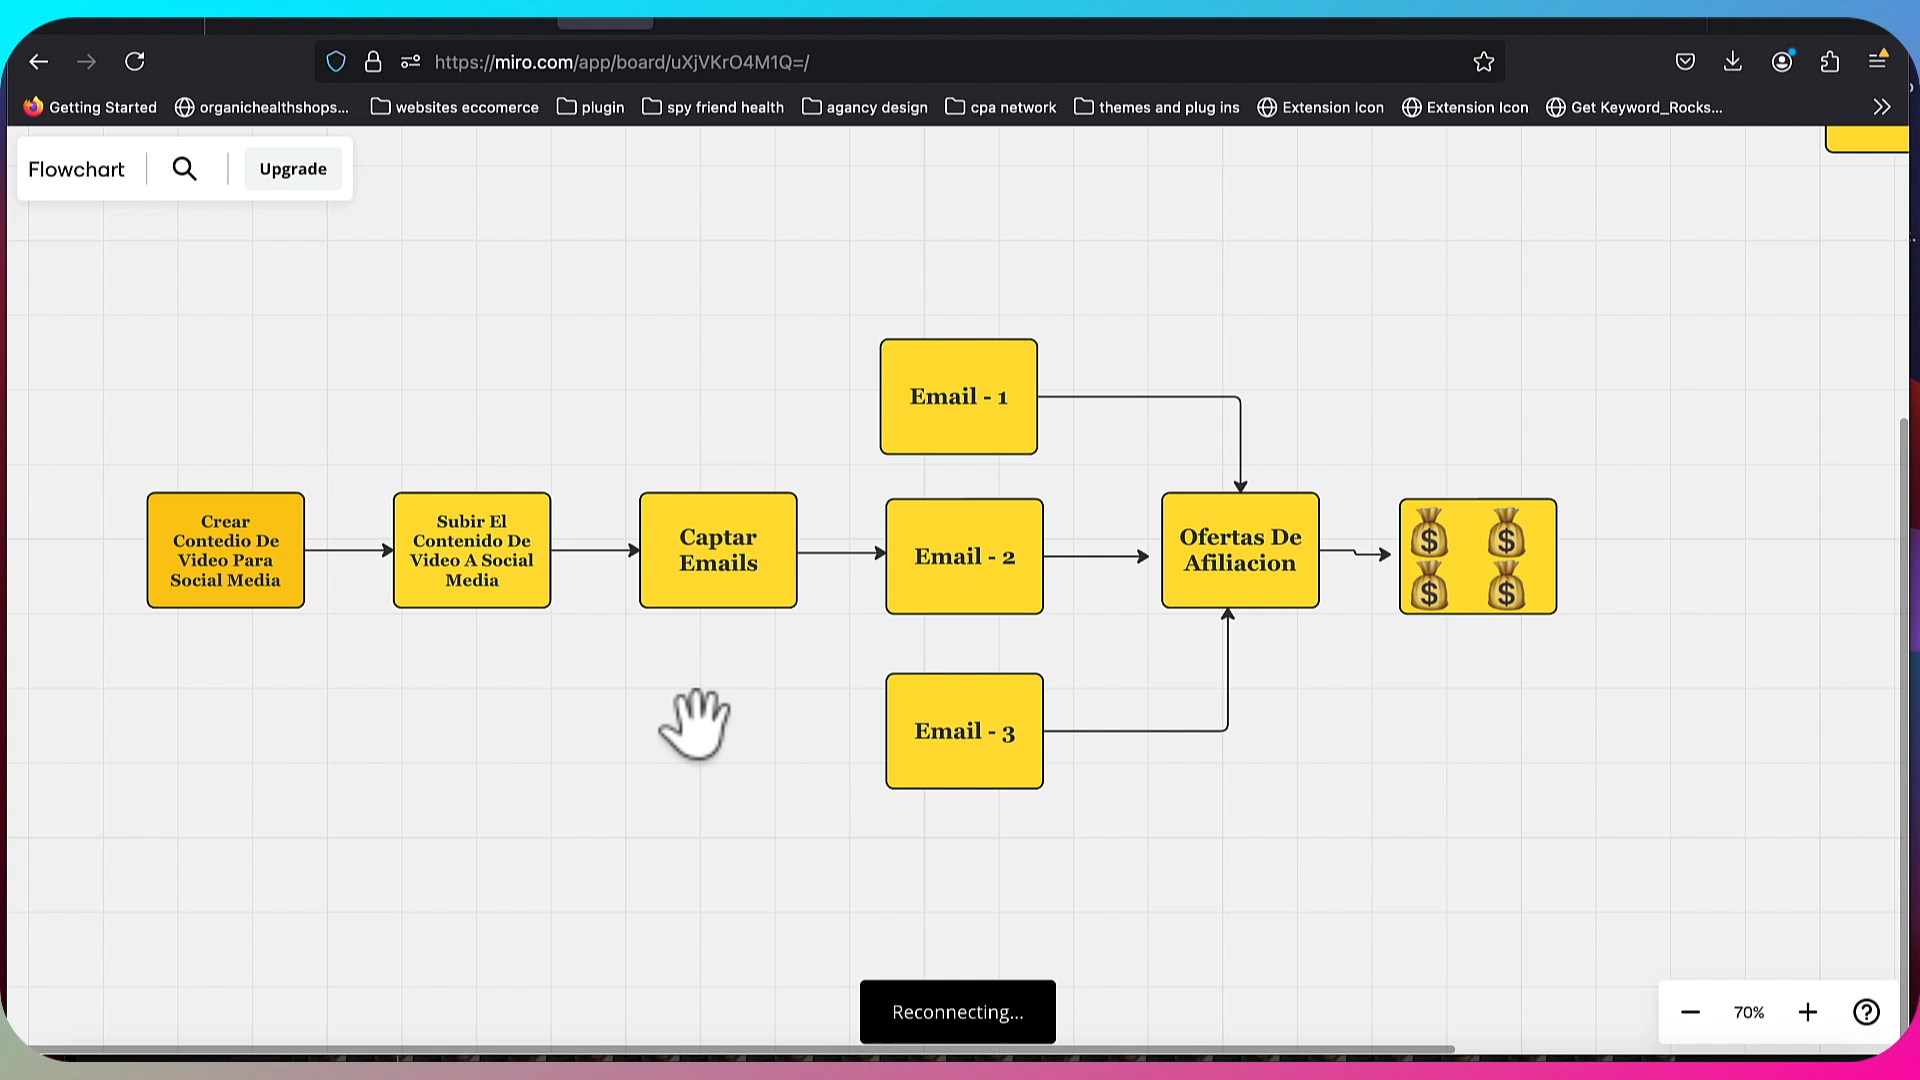 https://miro.com/app/board/uXjVKrO4M1Q=/
Getting Started
organichealthshops...
websites eccomerce
plugin
spy friend health
agancy design
cpa network
themes and plug ins
Extension Icon
Extension Icon
Get Keyword_Rocks...
Flowchart
Upgrade
Email - 1
Crear
Contedio De
Video Para
Social Media
Subir El
Contenido De
Video A Social
Media
Captar
Emails
Email - 2
Ofertas De
Afiliacion
$ $
$ $
Email - 3
Reconnecting...
70%